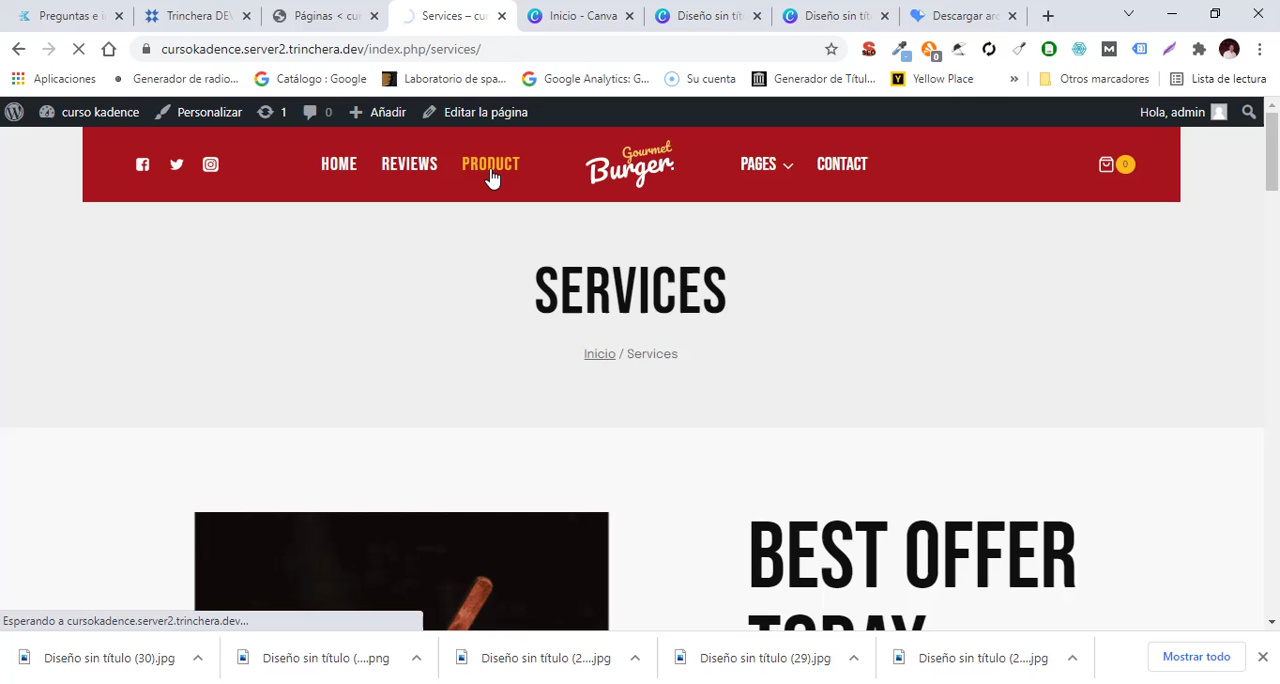 Preguntas e i
Trinchera DE
Páginas < cu
Services – cu
Inicio - Canva
Diseño sin tí
Diseño sin tí
Descargar arc
cursokadence.server2.trinchera.dev/index.php/services/
Aplicaciones
Generador de adio...
Catálogo : Google
Laboratorio de spa...
Google Analytics: G...
Su cuenta
Generador de Títul...
Yellow Place
»
Otros marcadores
Lista de lectura
curso kadence
Personalizar
1
0
Añadir
Editar la página
Hola, admin
HOME
REVIEWS
PRODUCT
Gourmet
Burger.
PAGES
CONTACT
0
SERVICES
Inicio / Services
BEST OFFER
TODAY
Esperando a cursokadence.server2.trinchera.dev...
Diseño sin título (30).jpg
Diseño sin título (....png
Diseño sin título (2....jpg
Diseño sin título (29).jpg
Diseño sin título (2....jpg
Mostrar todo